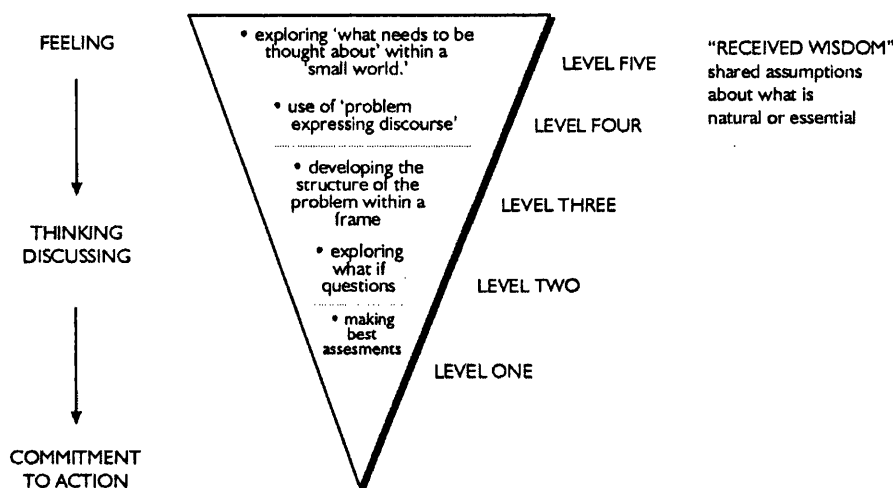 FEELING
THINKING
DISCUSSING
COMMITMENT
TO ACTION
• exploring ‘what needs to be
thought about’ within a
‘small world.’
• use of ‘problem
expressing discourse’
• developing the
structure of the
problem within a
frame
• exploring
what if
questions
• making
best
assesments
LEVEL FIVE
LEVEL FOUR
LEVEL THREE
LEVEL TWO
LEVEL ONE
“RECEIVED WISDOM”
shared assumptions
about what is
natural or essential